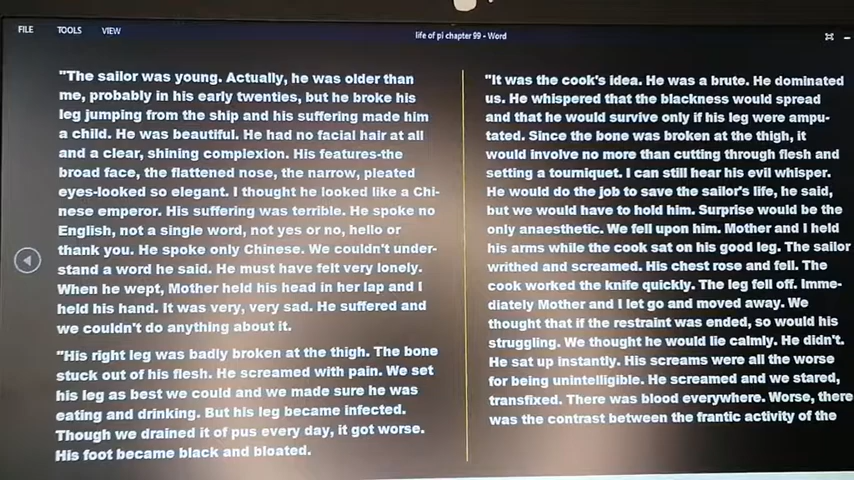 FILE TOOLS VIEW
life of pi chapter 99 - Word
"The sailor was young. Actually, he was older than
me, probably in his early twenties, but he broke his
leg jumping from the ship and his suffering made him
a child. He was beautiful. He had no facial hair at all
and a clear, shining complexion. His features-the
broad face, the flattened nose, the narrow, pleated
eyes-looked so elegant. I thought he looked like a Chi-
nese emperor. His suffering was terrible. He spoke no
English, not a single word, not yes or no, hello or
thank you. He spoke only Chinese. We couldn't under-
stand a word he said. He must have felt very lonely.
When he wept, Mother held his head in her lap and I
held his hand. It was very, very sad. He suffered and
we couldn't do anything about it.
"His right leg was badly broken at the thigh. The bone
stuck out of his flesh. He screamed with pain. We set
his leg as best we could and we made sure he was
eating and drinking. But his leg became infected.
Though we drained it of pus every day, it got worse.
His foot became black and bloated.
"It was the cook's idea. He was a brute. He dominated
us. He whispered that the blackness would spread
and that he would survive only if his leg were ampu-
tated. Since the bone was broken at the thigh, it
would involve no more than cutting through flesh and
setting a tourniquet. I can still hear his evil whisper.
He would do the job to save the sailor's life, he said,
but we would have to hold him. Surprise would be the
only anaesthetic. We fell upon him. Mother and I held
his arms while the cook sat on his good leg. The sailor
writhed and screamed. His chest rose and fell. The
cook worked the knife quickly. The leg fell off. Imme-
diately Mother and I let go and moved away. We
thought that if the restraint was ended, so would his
struggling. We thought he would lie calmly. He didn't.
He sat up instantly. His screams were all the worse
for being unintelligible. He screamed and we stared,
transfixed. There was blood everywhere. Worse, there
was the contrast between the frantic activity of the